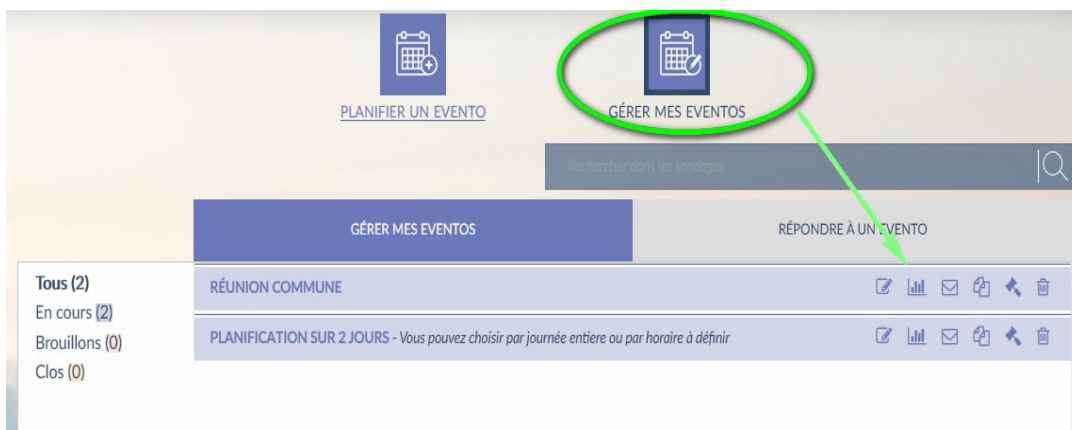 PLANIFIER UN EVENTO
GÉRER MES EVENTOS
Rechercher dans les sondages
GÉRER MES EVENTOS
RÉPONDRE À UN EVENTO
Tous (2)
En cours (2)
Brouillons (0)
Clos (0)
RÉUNION COMMUNE
PLANIFICATION SUR 2 JOURS - Vous pouvez choisir par journée entiere ou par horaire à définir